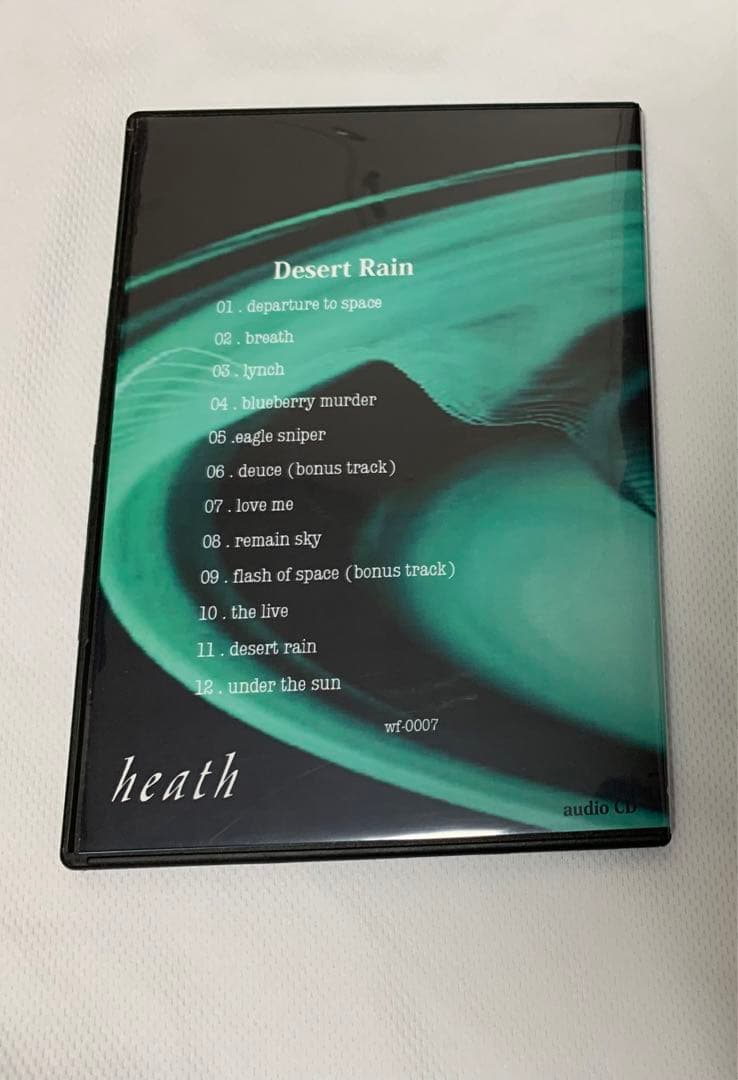 Desert Rain
01 . departure to space
02 . breath
03 . lynch
04 . blueberry murder
05 .eagle sniper
06 . deuce (bonus track)
07 . love me
08 . remain sky
09 . flash of space (bonus track)
10 . the live
11 . desert rain
12 . under the sun
wf-0007
heath
audio CD